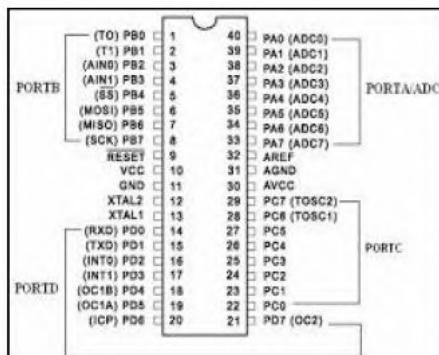 (TO) PB0 1 40 PA0 (ADC0)
(T1) PB1 2 39 PA1 (ADC1)
(AIN0) PB2 3 38 PA2 (ADC2)
(AIN1) PB3 4 37 PA3 (ADC3)
PORTB (SS) PB4 5 36 PA4 (ADC4) PORTA/ADC
(MOSI) PB5 6 35 PA5 (ADC5)
(MISO) PB6 7 34 PA6 (ADC6)
(SCK) PB7 8 33 PA7 (ADC7)
RESET 9 32 AREF
VCC 10 31 AGND
GND 11 30 AVCC
XTAL2 12 29 PC7 (TOSC2)
XTAL1 13 28 PC6 (TOSC1)
(RXD) PD0 14 27 PC5
(TXD) PD1 15 26 PC4 PORTC
(INT0) PD2 16 25 PC3
(INT1) PD3 17 24 PC2
PORTD (OC1B) PD4 18 23 PC1
(OC1A) PD5 19 22 PC0
(ICP) PD6 20 21 PD7 (OC2)